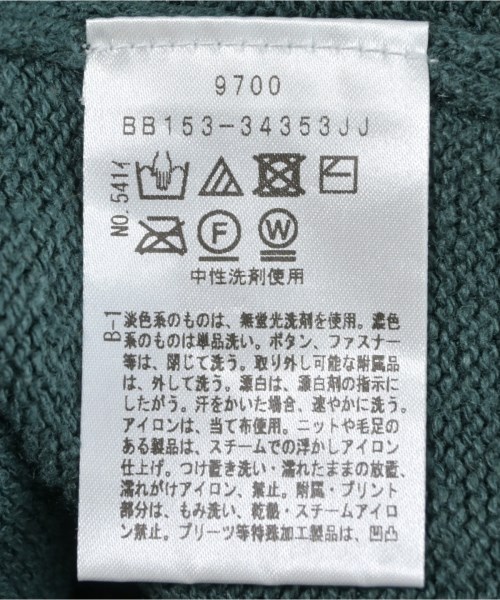 9700
BB153-34353JJ
NO.541イ
F
W
中性洗剤使用
B-1
淡色系のものは、無蛍光洗剤を使用。濃色
系のものは単品洗い。ボタン、ファスナー
等は、閉じて洗う。取り外し可能な附属品
は、外して洗う。漂白は、漂白剤の指示に
したがう。汗をかいた場合、速やかに洗う。
アイロンは、当て布使用。ニットや毛足の
ある製品は、スチームでの浮かしアイロン
仕上げ。つけ置き洗い・濡れたままの放置、
濡れがけアイロン、禁止。附属・プリント
部分は、もみ洗い、乾燥・スチームアイロ
ン禁止。プリーツ等特殊加工製品は、凹凸